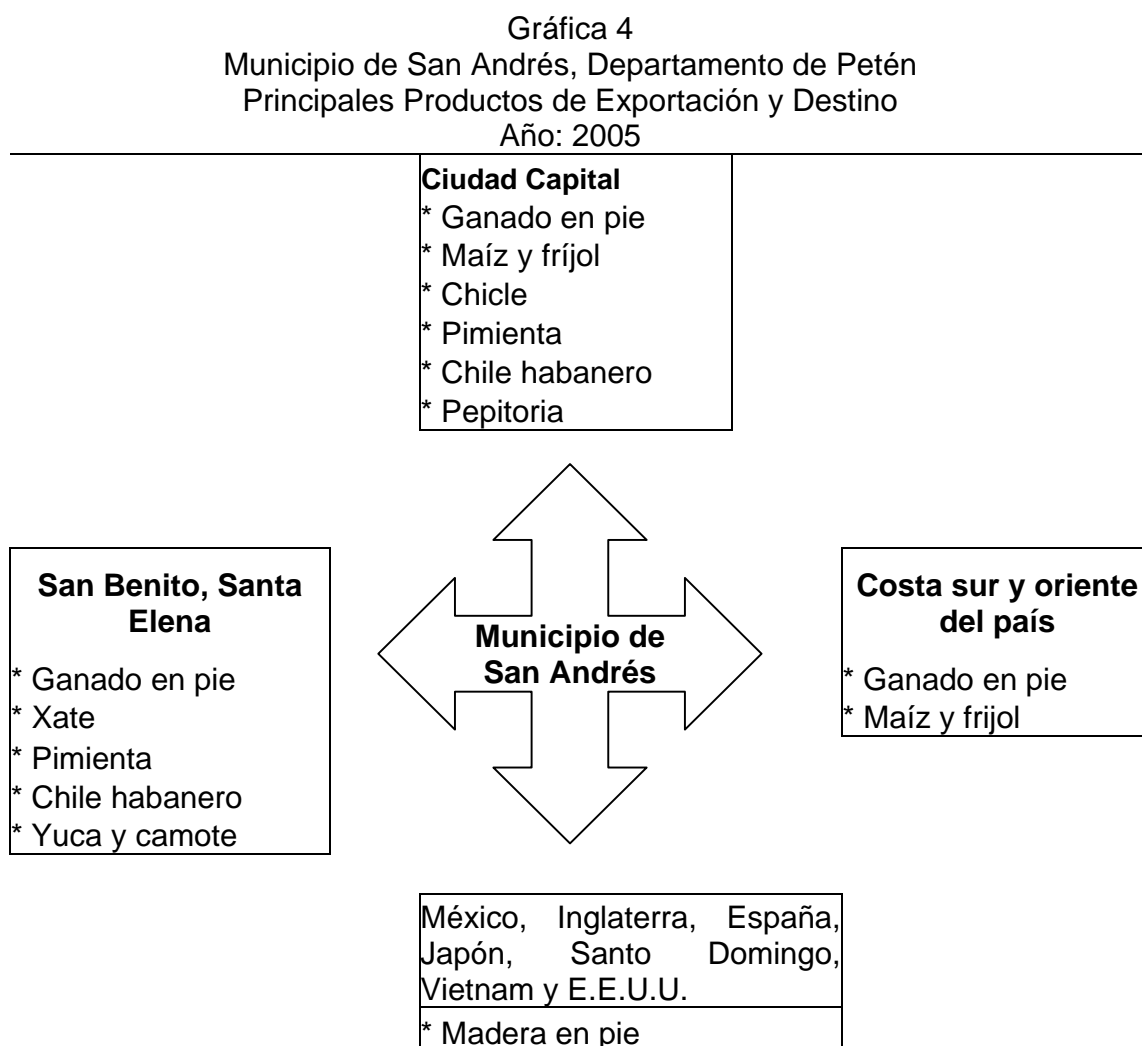 Gráfica 4
Municipio de San Andrés, Departamento de Petén
Principales Productos de Exportación y Destino
Año: 2005
Ciudad Capital
* Ganado en pie
* Maíz y fríjol
* Chicle
* Pimienta
* Chile habanero
* Pepitoria
San Benito, Santa
Elena
* Ganado en pie
* Xate
* Pimienta
* Chile habanero
* Yuca y camote
Municipio de
San Andrés
Costa sur y oriente
del país
* Ganado en pie
* Maíz y frijol
México, Inglaterra, España,
Japón, Santo Domingo,
Vietnam y E.E.U.U.
* Madera en pie